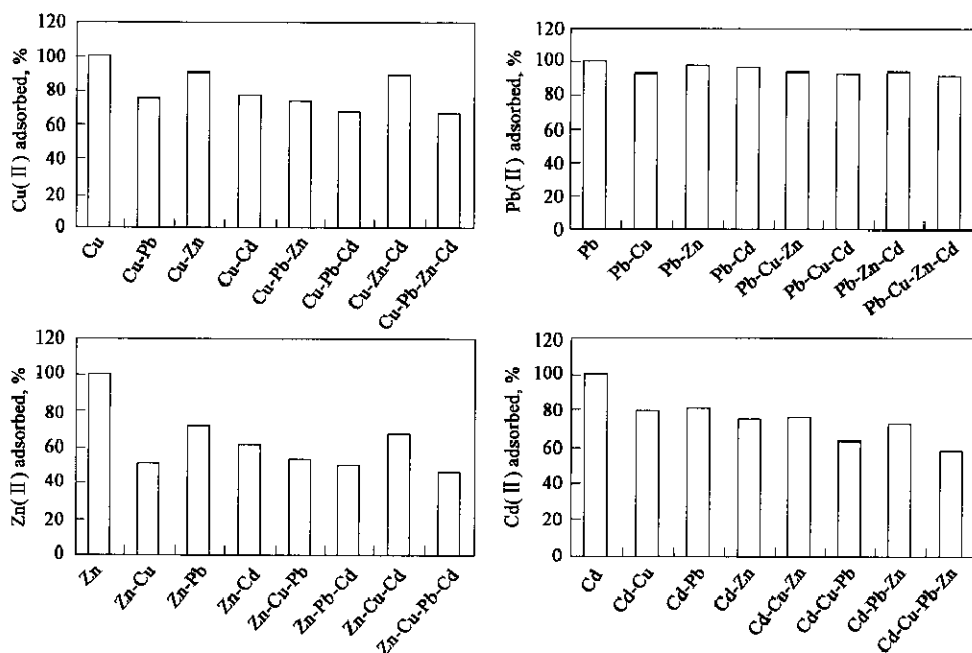 Cu(Ⅱ) adsorbed, %
120
100
80
60
40
20
0
Cu
Cu-Pb
Cu-Zn
Cu-Cd
Cu-Pb-Zn
Cu-Pb-Cd
Cu-Zn-Cd
Cu-Pb-Zn-Cd
Pb(Ⅱ) adsorbed, %
120
100
80
60
40
20
0
Pb
Pb-Cu
Pb-Zn
Pb-Cd
Pb-Cu-Zn
Pb-Cu-Cd
Pb-Zn-Cd
Pb-Cu-Zn-Cd
Zn(Ⅱ) adsorbed, %
120
100
80
60
40
20
0
Zn
Zn-Cu
Zn-Pb
Zn-Cd
Zn-Cu-Pb
Zn-Pb-Cd
Zn-Cu-Cd
Zn-Cu-Pb-Cd
Cd(Ⅱ) adsorbed, %
120
100
80
60
40
20
0
Cd
Cd-Cu
Cd-Pb
Cd-Zn
Cd-Cu-Zn
Cd-Cu-Pb
Cd-Pb-Zn
Cd-Cu-Pb-Zn